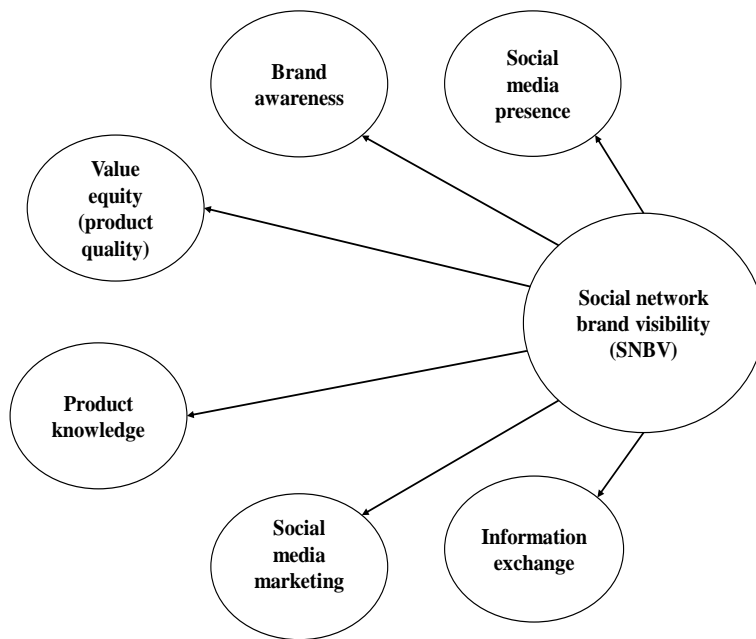 Brand
awareness
Social
media
presence
Value
equity
(product
quality)
Social network
brand visibility
(SNBV)
Product
knowledge
Social
media
marketing
Information
exchange